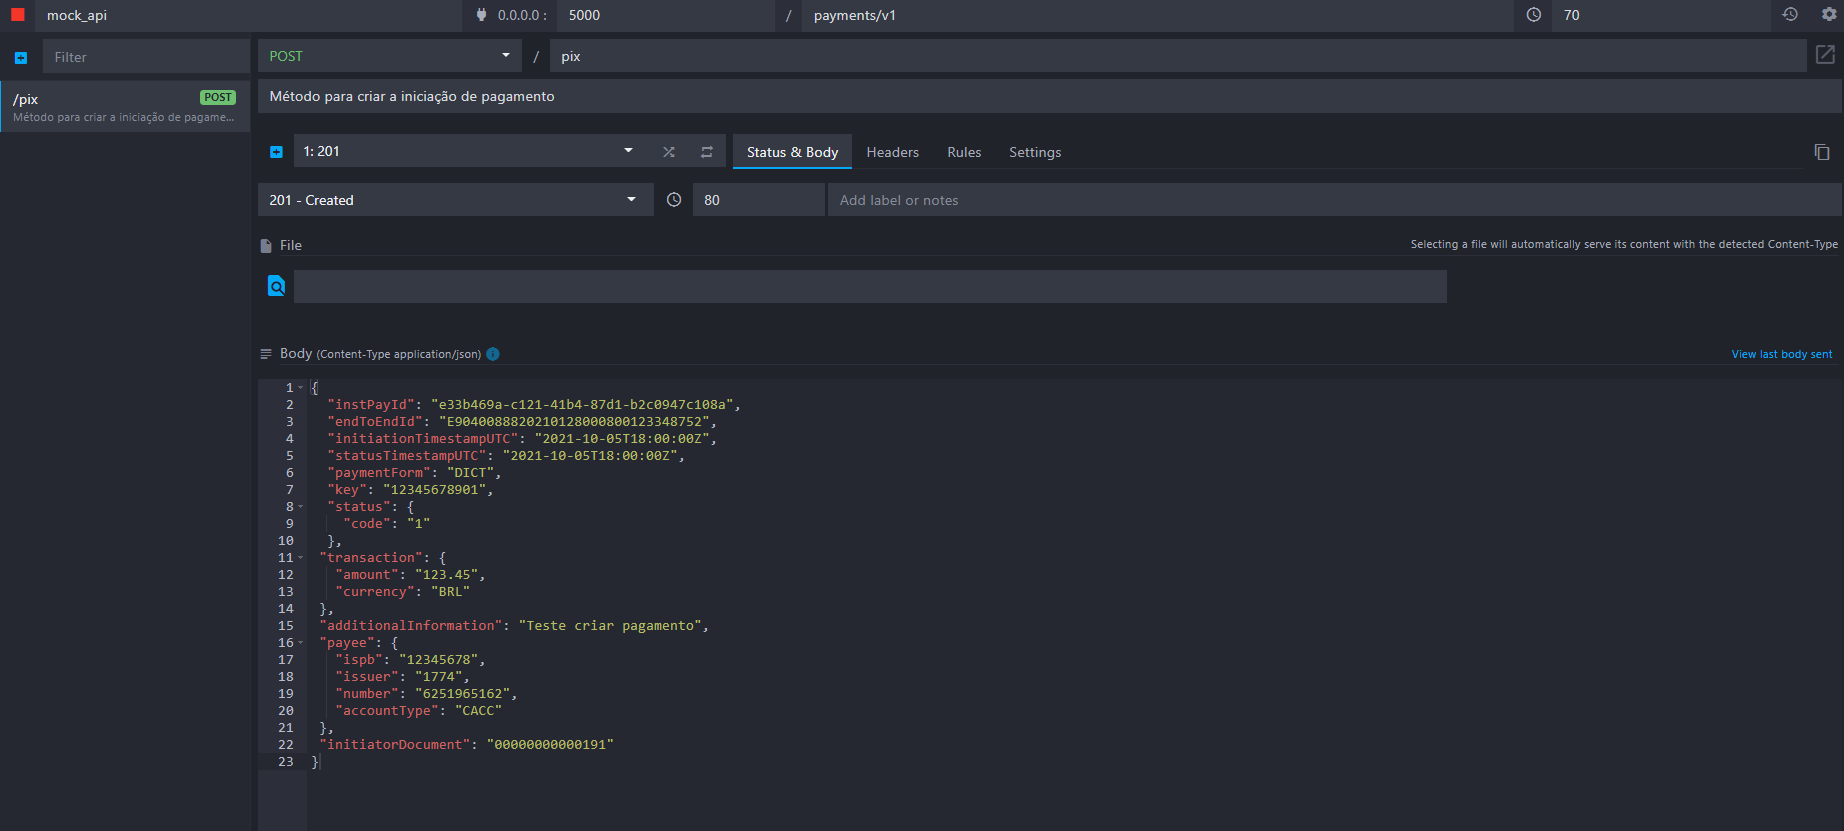 mock_api 0.0.0.0 : 5000 / payments/v1 70
Filter
POST / pix
/pix POST
Método para criar a iniciação de pagame...
Método para criar a iniciação de pagamento
1: 201 Status & Body Headers Rules Settings
201 - Created 80 Add label or notes
File Selecting a file will automatically serve its content with the detected Content-Type
Body (Content-Type application/json) View last body sent
1 {
2 "instPayId": "e33b469a-c121-41b4-87d1-b2c0947c108a",
3 "endToEndId": "E9040088820210128000800123348752",
4 "initiationTimestampUTC": "2021-10-05T18:00:00Z",
5 "statusTimestampUTC": "2021-10-05T18:00:00Z",
6 "paymentForm": "DICT",
7 "key": "12345678901",
8 "status": {
9 "code": "1"
10 },
11 "transaction": {
12 "amount": "123.45",
13 "currency": "BRL"
14 },
15 "additionalInformation": "Teste criar pagamento",
16 "payee": {
17 "ispb": "12345678",
18 "issuer": "1774",
19 "number": "6251965162",
20 "accountType": "CACC"
21 },
22 "initiatorDocument": "00000000000191"
23 }